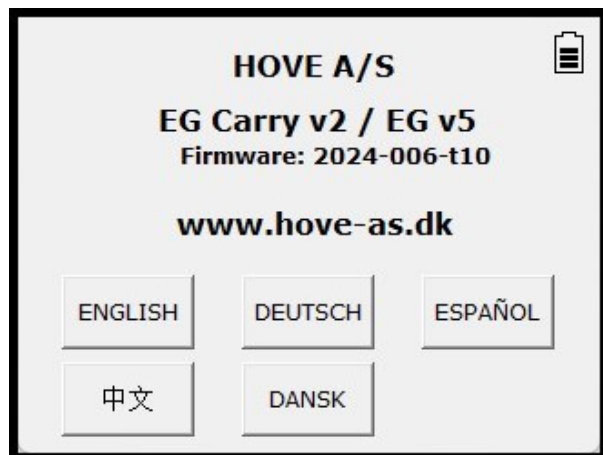 HOVE A/S
EG Carry v2 / EG v5
Firmware: 2024-006-t10
www.hove-as.dk
ENGLISH DEUTSCH ESPAÑOL
中文 DANSK